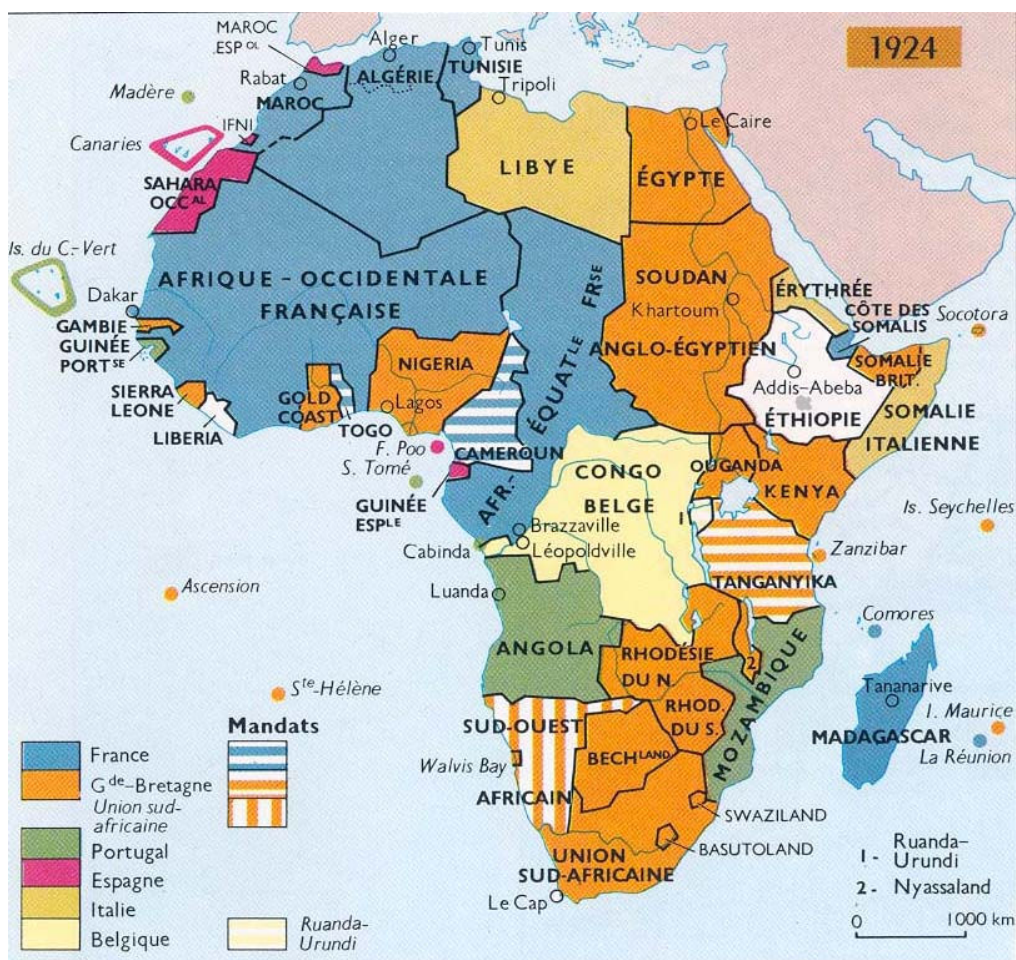 1924
MAROC
ESP OL
Alger
Tunis
Rabat
ALGÉRIE
TUNISIE
Tripoli
Madère
MAROC
IFNI
Le Caire
Canaries
LIBYE
ÉGYPTE
SAHARA
OCC AL
Is. du C.-Vert
AFRIQUE - OCCIDENTALE
FRANÇAISE
SOUDAN
Khartoum
ANGLO-ÉGYPTIEN
ÉRYTHRÉE
CÔTE DES
SOMALIS
Socotora
Dakar
GAMBIE
GUINÉE
PORT SE
NIGERIA
AFR.- ÉQUAT LE FR SE
SOMALIE
BRIT.
Addis-Abeba
ÉTHIOPIE
SOMALIE
ITALIENNE
SIERRA
LEONE
GOLD
COAST
Lagos
LIBERIA
TOGO
F. Poo
CAMEROUN
S. Tomé
CONGO
BELGE
OUGANDA
KENYA
GUINÉE
ESP LE
1
Is. Seychelles
Brazzaville
Léopoldville
Cabinda
Zanzibar
Ascension
Luanda
TANGANYIKA
Comores
ANGOLA
RHODÉSIE
DU N.
2
MOZAMBIQUE
Ste-Hélène
Tananarive
I. Maurice
MADAGASCAR
La Réunion
SUD-OUEST
AFRICAIN
RHOD.
DU S.
BECH LAND
Walvis Bay
SWAZILAND
BASUTOLAND
UNION
SUD-AFRICAINE
Le Cap
Mandats
France
Gde-Bretagne
Union sud-
africaine
Portugal
Espagne
Italie
Belgique
Ruanda-
Urundi
1 - Ruanda-
Urundi
2 - Nyassaland
0 1000 km